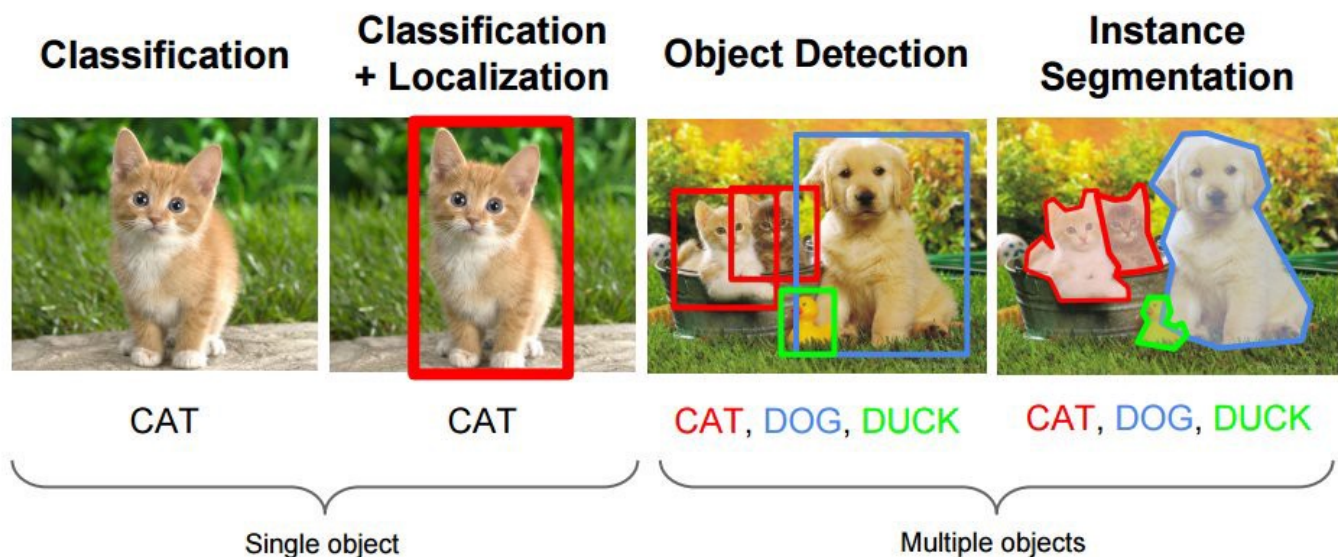 Classification
Classification
+ Localization
Object Detection
Instance
Segmentation
CAT
CAT
CAT, DOG, DUCK
CAT, DOG, DUCK
Single object
Multiple objects